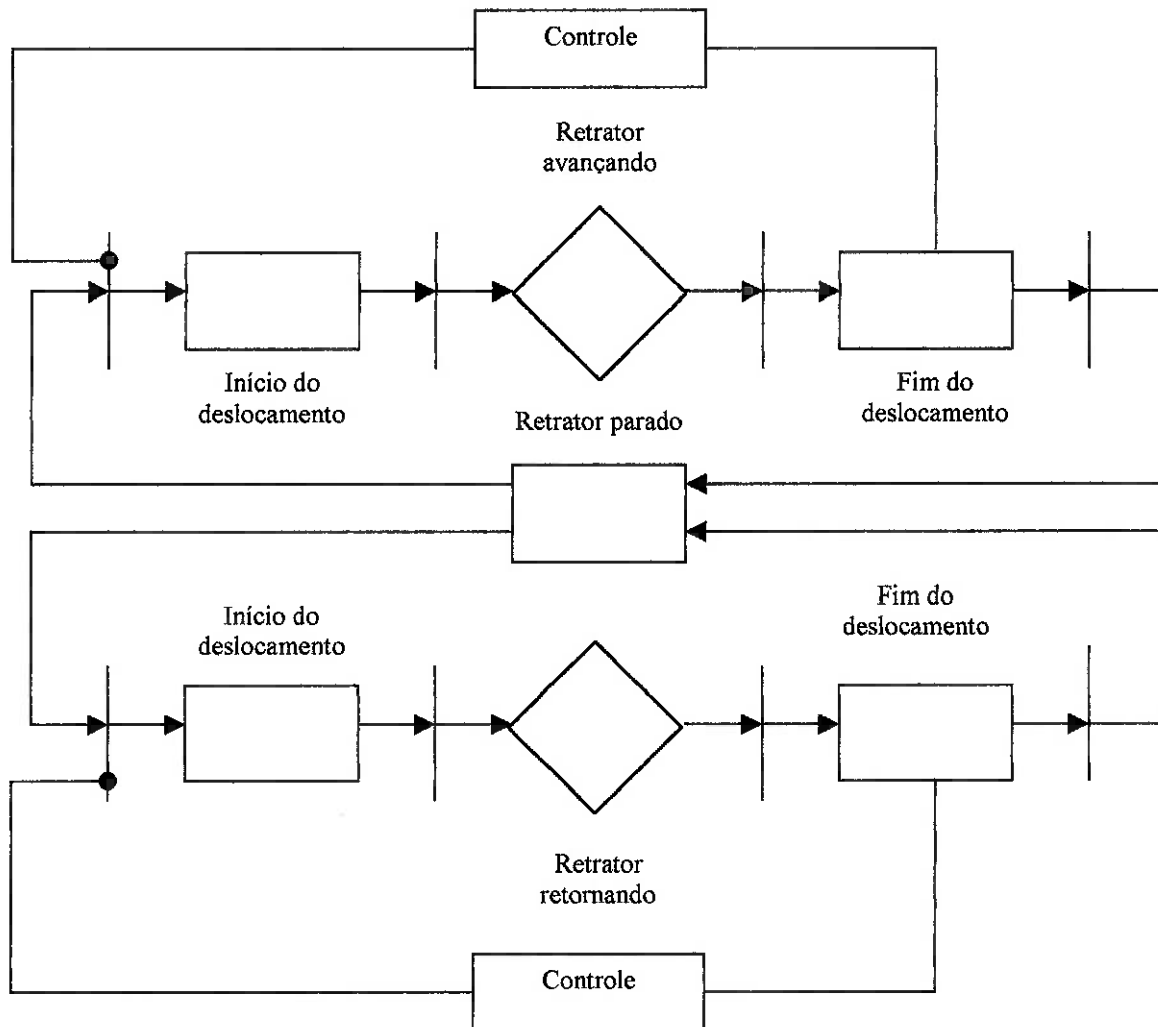 Controle
Retrator
avançando
Início do
deslocamento
Fim do
deslocamento
Retrator parado
Início do
deslocamento
Fim do
deslocamento
Retrator
retornando
Controle